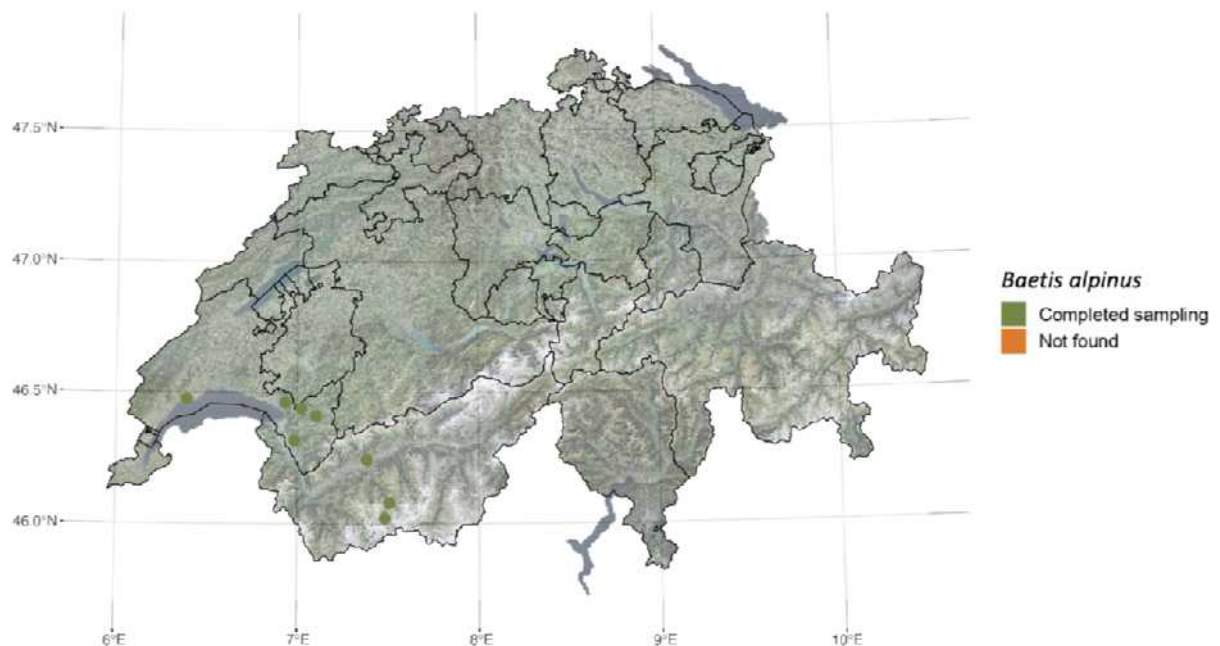 47.5°N
47.0°N
46.5°N
46.0°N
6°E
7°E
8°E
9°E
10°E
Baetis alpinus
Completed sampling
Not found